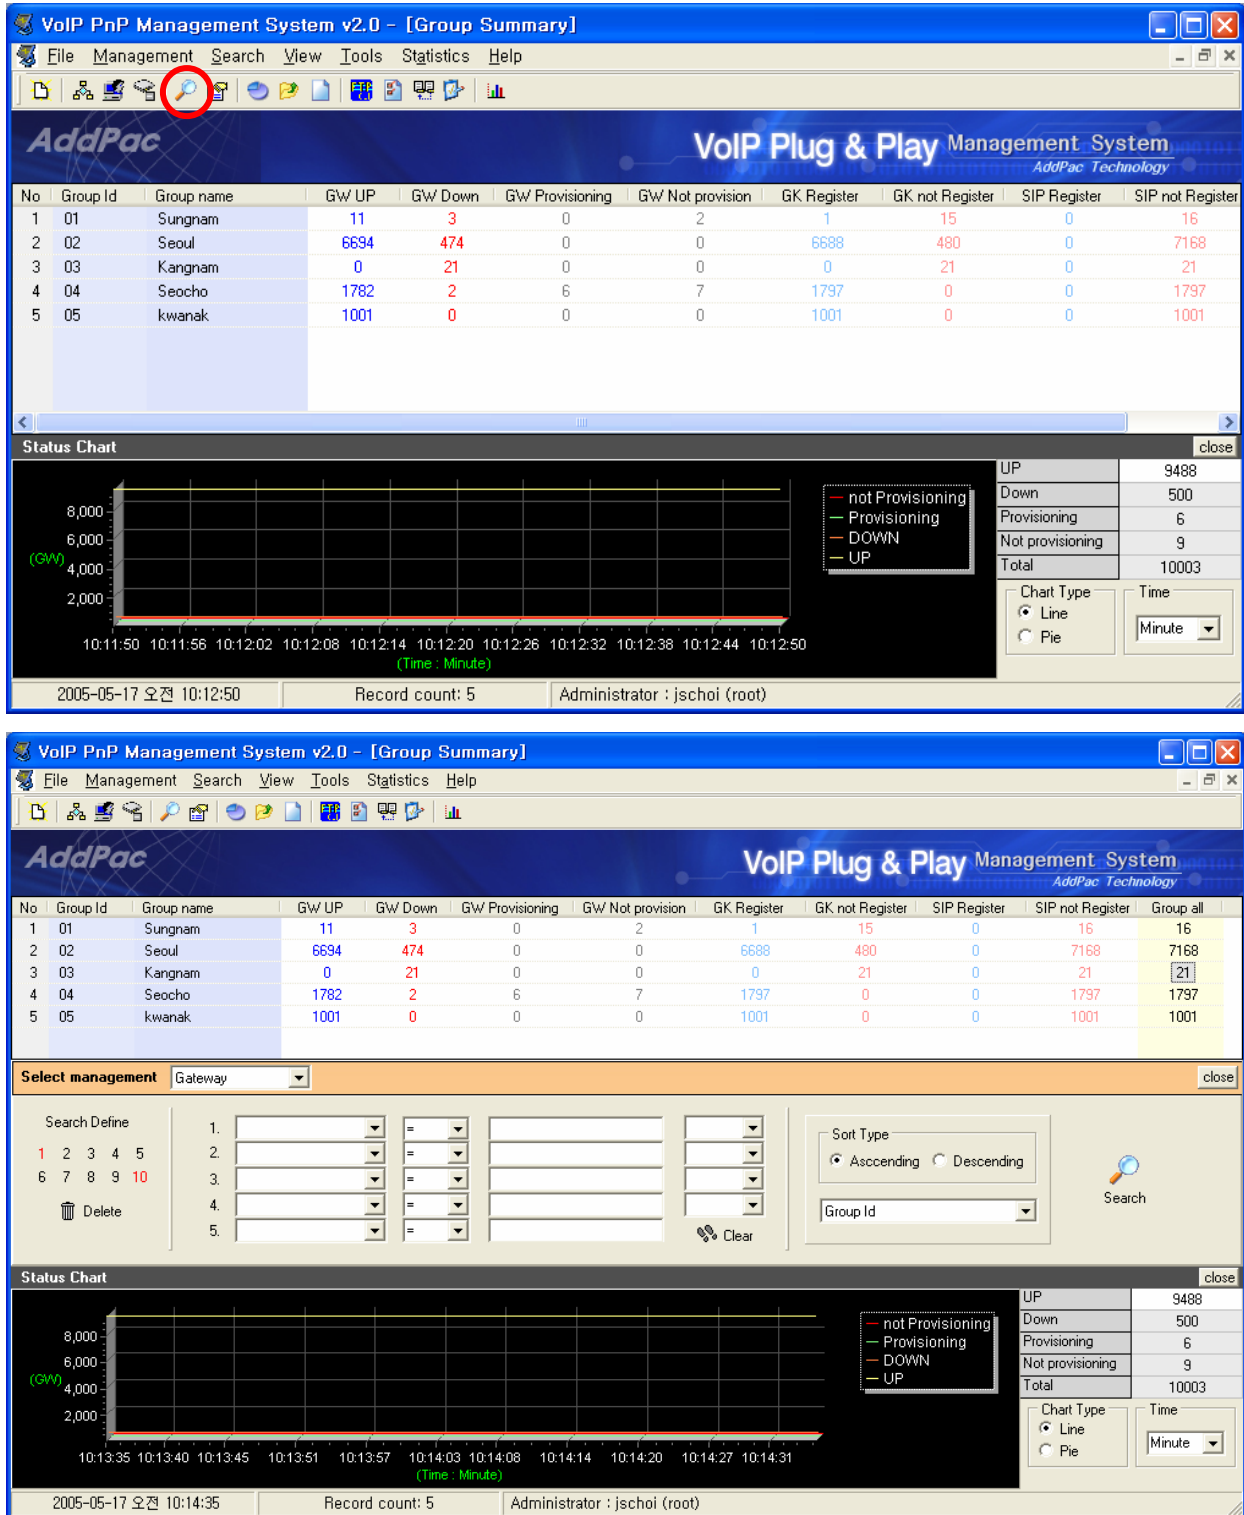 VoIP PnP Management System v2.0 - [Group Summary]
File Management Search View Tools Statistics Help
AddPac
VoIP Plug & Play Management System
AddPac Technology
No Group Id Group name GW UP GW Down GW Provisioning GW Not provision GK Register GK not Register SIP Register SIP not Register
1 01 Sungnam 11 3 0 2 1 15 0 16
2 02 Seoul 6694 474 0 0 6688 480 0 7168
3 03 Kangnam 0 21 0 0 0 21 0 21
4 04 Seocho 1782 2 6 7 1797 0 0 1797
5 05 kwanak 1001 0 0 0 1001 0 0 1001
Status Chart close
8,000
6,000
(GW)
4,000
2,000
10:11:50 10:11:56 10:12:02 10:12:08 10:12:14 10:12:20 10:12:26 10:12:32 10:12:38 10:12:44 10:12:50
(Time : Minute)
not Provisioning
Provisioning
DOWN
UP
UP 9488
Down 500
Provisioning 6
Not provisioning 9
Total 10003
Chart Type Time
Line
Minute
Pie
2005-05-17 오전 10:12:50 Record count: 5 Administrator : jschoi (root)
VoIP PnP Management System v2.0 - [Group Summary]
File Management Search View Tools Statistics Help
AddPac
VoIP Plug & Play Management System
AddPac Technology
No Group Id Group name GW UP GW Down GW Provisioning GW Not provision GK Register GK not Register SIP Register SIP not Register Group all
1 01 Sungnam 11 3 0 2 1 15 0 16 16
2 02 Seoul 6694 474 0 0 6688 480 0 7168 7168
3 03 Kangnam 0 21 0 0 0 21 0 21 21
4 04 Seocho 1782 2 6 7 1797 0 0 1797 1797
5 05 kwanak 1001 0 0 0 1001 0 0 1001 1001
Select management Gateway close
Search Define
1 2 3 4 5
6 7 8 9 10
Delete
1. =
2. =
3. =
4. =
5. =
Clear
Sort Type
Asccending Descending
Group Id
Search
Status Chart close
8,000
6,000
(GW)
4,000
2,000
10:13:35 10:13:40 10:13:45 10:13:51 10:13:57 10:14:03 10:14:08 10:14:14 10:14:20 10:14:27 10:14:31
(Time : Minute)
not Provisioning
Provisioning
DOWN
UP
UP 9488
Down 500
Provisioning 6
Not provisioning 9
Total 10003
Chart Type Time
Line
Minute
Pie
2005-05-17 오전 10:14:35 Record count: 5 Administrator : jschoi (root)